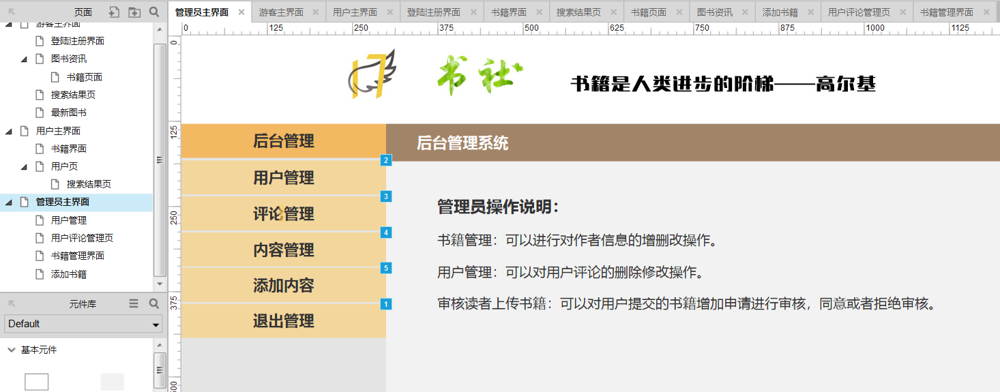 页面
管理员主界面 游客主界面 用户主界面 登陆注册界面 书籍界面 搜索结果页 书籍页面 图书资讯 添加书籍 用户评论管理页 书籍管理界面
0 125 250 375 500 625 750 875 1000 1125
游客主界面
登陆注册界面
图书资讯
书籍页面
搜索结果页
最新图书
用户主界面
书籍界面
用户页
搜索结果页
管理员主界面
用户管理
用户评论管理页
书籍管理界面
添加书籍
元件库
Default
基本元件
0
125
250
375
500
17 书社 书籍是人类进步的阶梯——高尔基
后台管理
用户管理
评论管理
内容管理
添加内容
退出管理
2
3
4
5
1
后台管理系统
管理员操作说明：
书籍管理：可以进行对作者信息的增删改操作。
用户管理：可以对用户评论的删除修改操作。
审核读者上传书籍：可以对用户提交的书籍增加申请进行审核，同意或者拒绝审核。